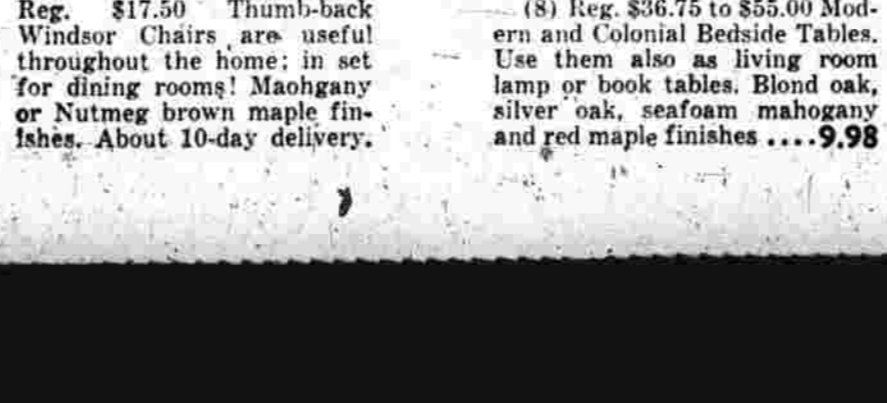 Reg. $17.50 Thumb-back
Windsor Chairs are useful
throughout the home; in set
for dining rooms! Maohgany
or Nutmeg brown maple fin-
ishes. About 10-day delivery.
(8) Reg. $36.75 to $55.00 Mod-
ern and Colonial Bedside Tables.
Use them also as living room
lamp or book tables. Blond oak,
silver oak, seafoam mahogany
and red maple finishes ....9.98